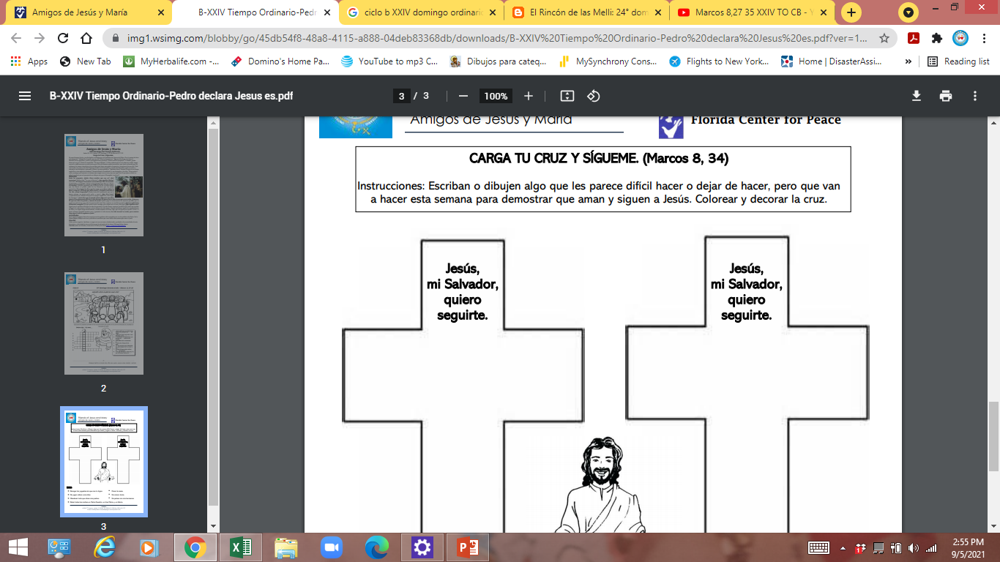 Amigos de Jesús y María
B-XXIV Tiempo Ordinario-Pedr
ciclo b XXIV domingo ordinario
El Rincón de las Melli: 24° dom
Marcos 8,27 35 XXIV TO CB - Y
img1.wsimg.com/blobby/go/45db54f8-48a8-4115-a888-04deb83368db/downloads/B-XXIV%20Tiempo%20Ordinario-Pedro%20declara%20Jesus%20es.pdf?ver=1...
Apps
New Tab
MyHerbalife.com -...
Domino's Home Pa...
YouTube to mp3 C...
Dibujos para cateq...
MySynchrony Cons...
Flights to New York...
Home | DisasterAssi...
»
Reading list
B-XXIV Tiempo Ordinario-Pedro declara Jesus es.pdf
3 / 3
100%
1
2
3
Amigos de Jesús y María
Florida Center for Peace
CARGA TU CRUZ Y SÍGUEME. (Marcos 8, 34)
Instrucciones: Escriban o dibujen algo que les parece difícil hacer o dejar de hacer, pero que van
a hacer esta semana para demostrar que aman y siguen a Jesús. Colorear y decorar la cruz.
Jesús,
mi Salvador,
quiero
seguirte.
Jesús,
mi Salvador,
quiero
seguirte.
2:55 PM
9/5/2021